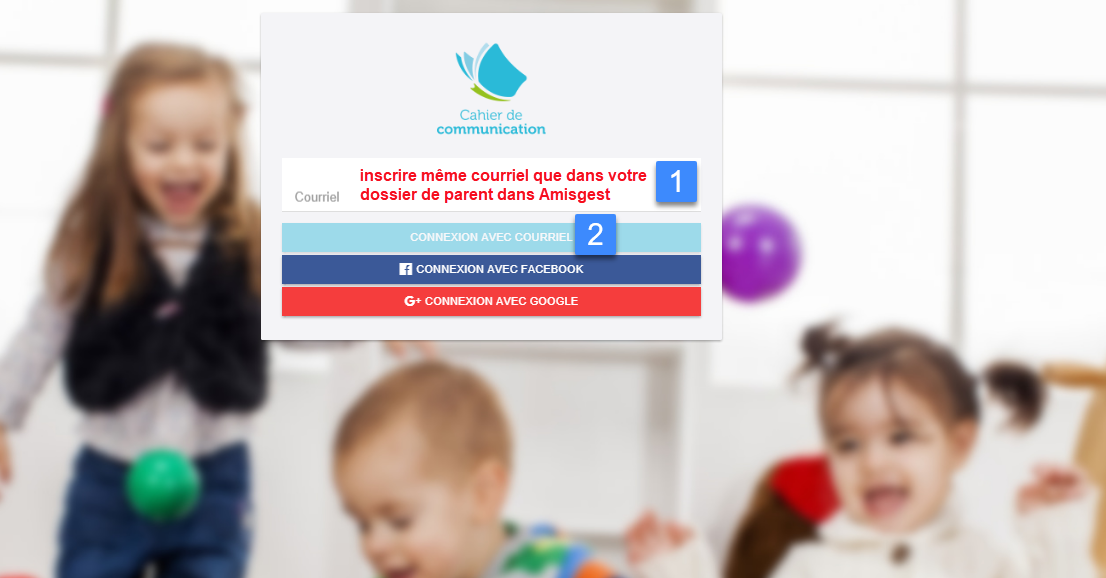 Cahier de
communication
inscrire même courriel que dans votre
dossier de parent dans Amisgest
1
Courriel
CONNEXION AVEC COURRIEL
2
CONNEXION AVEC FACEBOOK
G+ CONNEXION AVEC GOOGLE